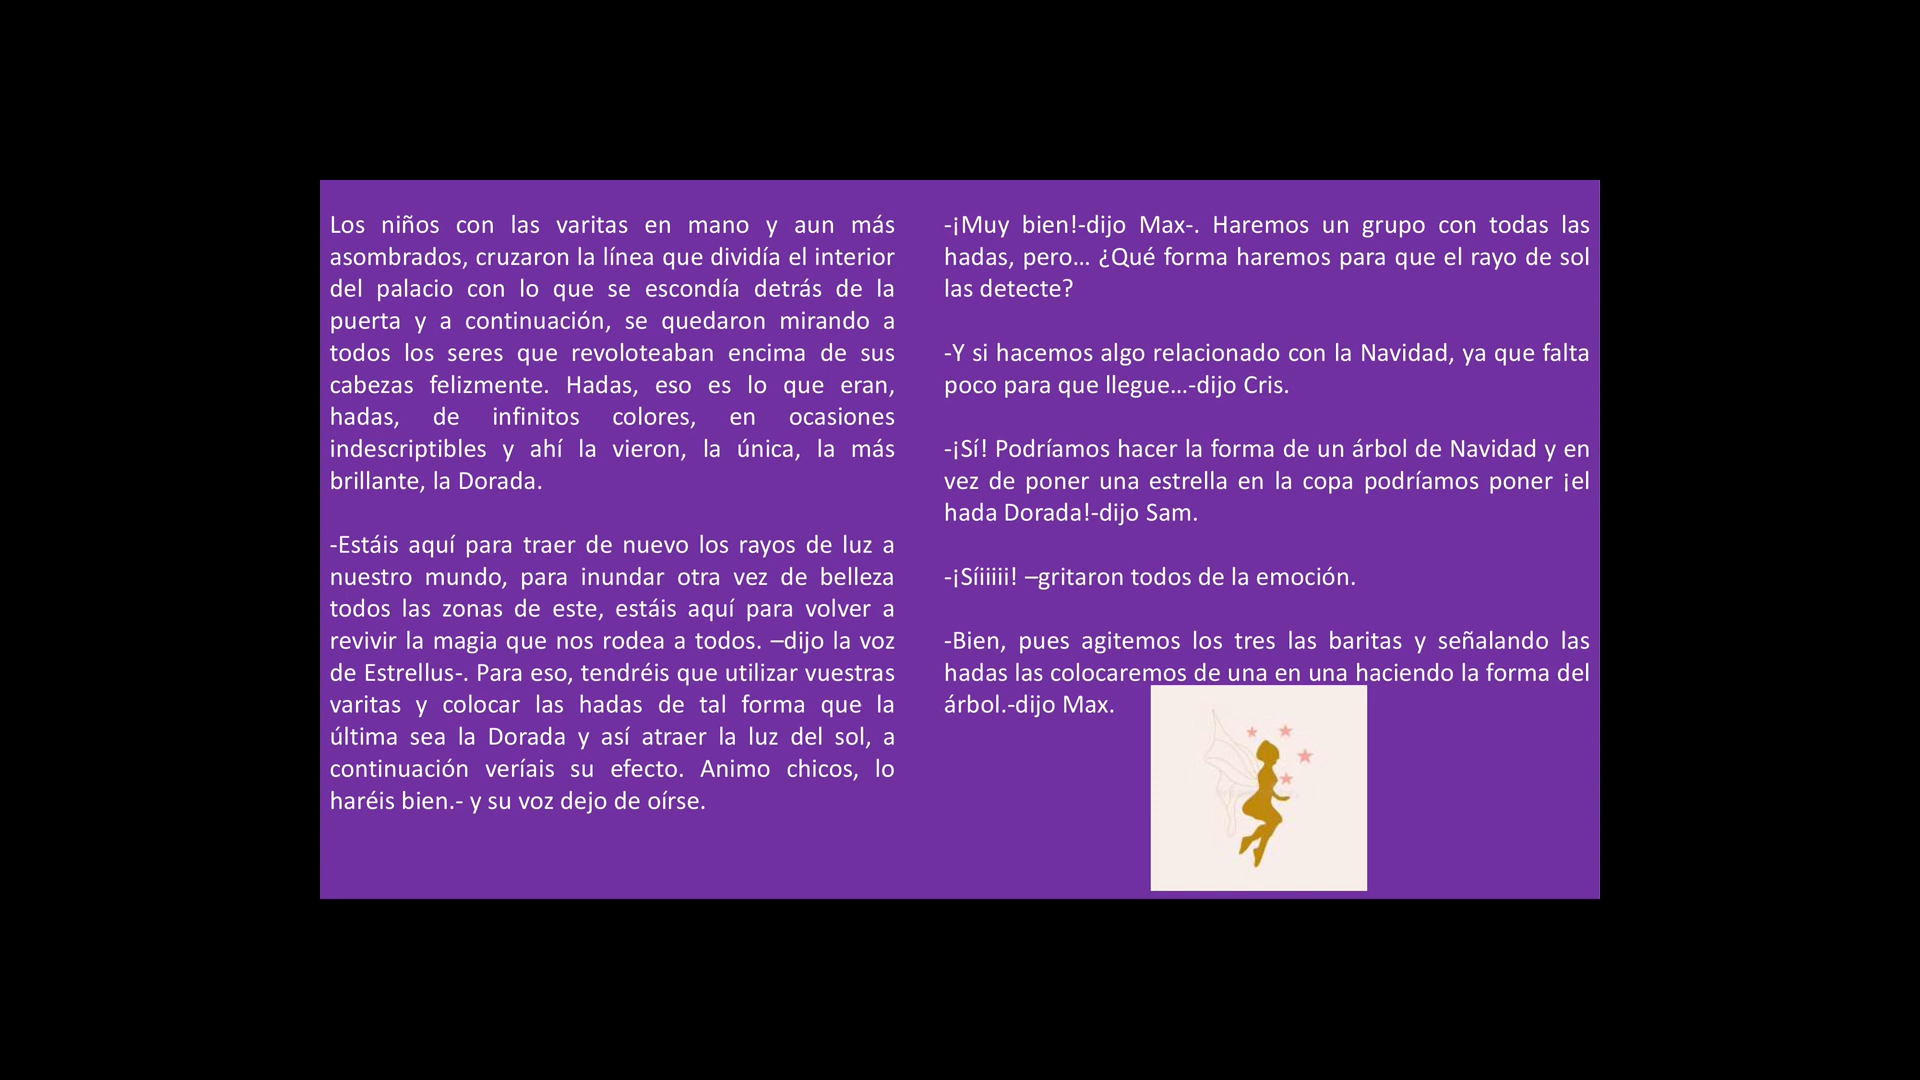 Los niños con las varitas en mano y aun más
asombrados, cruzaron la línea que dividía el interior
del palacio con lo que se escondía detrás de la
puerta y a continuación, se quedaron mirando a
todos los seres que revoloteaban encima de sus
cabezas felizmente. Hadas, eso es lo que eran,
hadas, de infinitos colores, en ocasiones
indescriptibles y ahí la vieron, la única, la más
brillante, la Dorada.
-Estáis aquí para traer de nuevo los rayos de luz a
nuestro mundo, para inundar otra vez de belleza
todos las zonas de este, estáis aquí para volver a
revivir la magia que nos rodea a todos. –dijo la voz
de Estrellus-. Para eso, tendréis que utilizar vuestras
varitas y colocar las hadas de tal forma que la
última sea la Dorada y así atraer la luz del sol, a
continuación veríais su efecto. Animo chicos, lo
haréis bien.- y su voz dejo de oírse.
-¡Muy bien!-dijo Max-. Haremos un grupo con todas las
hadas, pero… ¿Qué forma haremos para que el rayo de sol
las detecte?
-Y si hacemos algo relacionado con la Navidad, ya que falta
poco para que llegue…-dijo Cris.
-¡Sí! Podríamos hacer la forma de un árbol de Navidad y en
vez de poner una estrella en la copa podríamos poner ¡el
hada Dorada!-dijo Sam.
-¡Síiiiii! –gritaron todos de la emoción.
-Bien, pues agitemos los tres las baritas y señalando las
hadas las colocaremos de una en una haciendo la forma del
árbol.-dijo Max.